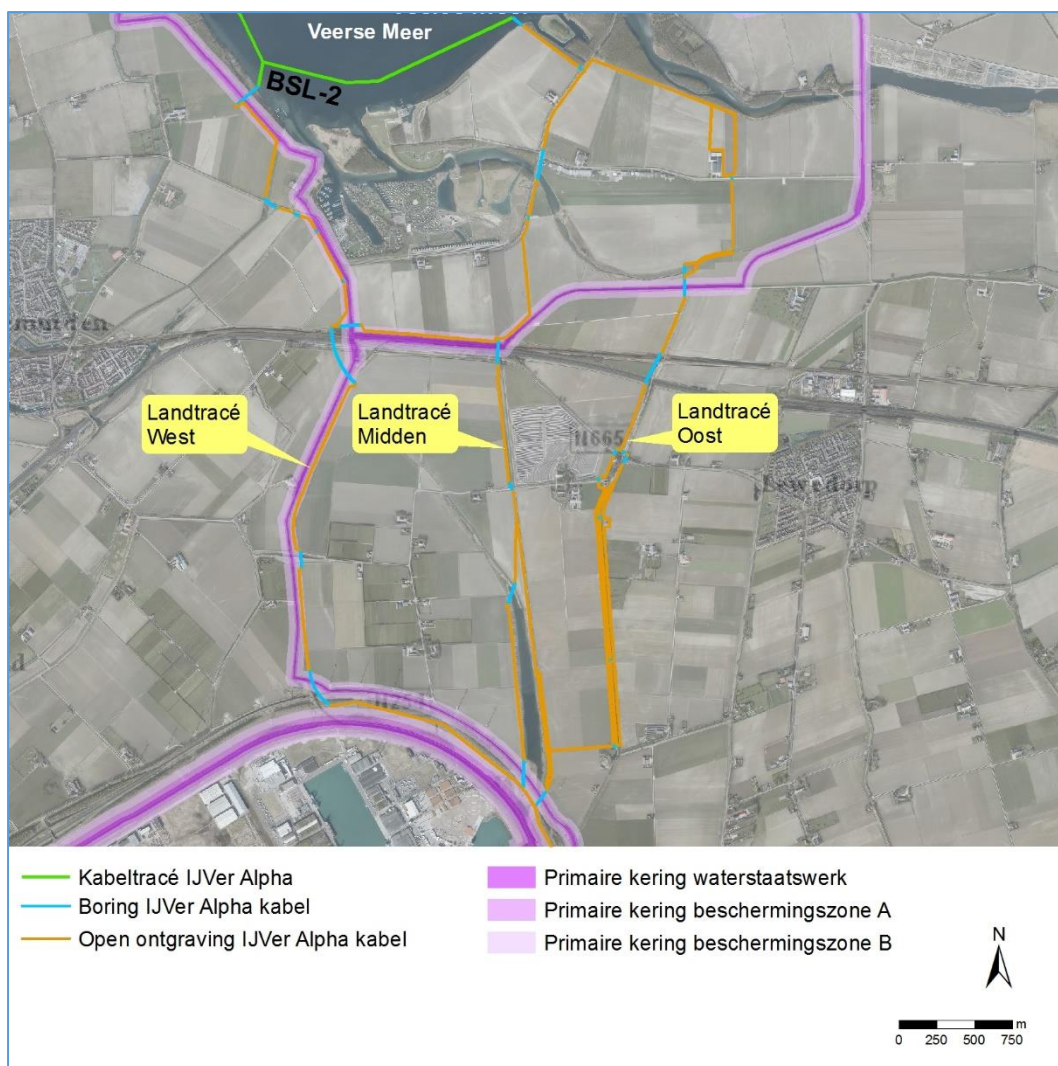 Veerse Meer
BSL-2
Landtracé
West
Landtracé
Midden
Landtracé
Oost
N665
Lewedorp
Kabeltracé IJVer Alpha
Boring IJVer Alpha kabel
Open ontgraving IJVer Alpha kabel
Primaire kering waterstaatswerk
Primaire kering beschermingszone A
Primaire kering beschermingszone B
N
m
0 250 500 750